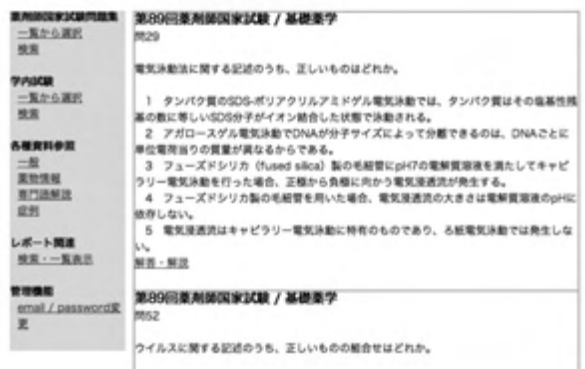 薬剤師国家試験問題集
一覧から選択
検索
学内試験
一覧から選択
検索
各種資料参照
一般
薬物情報
専門語解説
症例
レポート関連
検索・一覧表示
管理機能
email / password変
更
第89回薬剤師国家試験 / 基礎薬学
問29
電気泳動法に関する記述のうち、正しいものはどれか。
1 タンパク質のSDS-ポリアクリルアミドゲル電気泳動では、タンパク質はその塩基性残
基の数に等しいSDS分子がイオン結合した状態で泳動される。
2 アガロースゲル電気泳動でDNAが分子サイズによって分離できるのは、DNAごとに
単位電荷当りの質量が異なるからである。
3 フューズドシリカ（fused silica）製の毛細管にpH7の電解質溶液を満たしてキャピ
ラリー電気泳動を行った場合、正極から負極に向かう電気浸透流が発生する。
4 フューズドシリカ製の毛細管を用いた場合、電気浸透流の大きさは電解質溶液のpHに
依存しない。
5 電気浸透流はキャピラリー電気泳動に特有のものであり、ろ紙電気泳動では発生しな
い。
解答・解説
第89回薬剤師国家試験 / 基礎薬学
問52
ウイルスに関する記述のうち、正しいものの組合せはどれか。